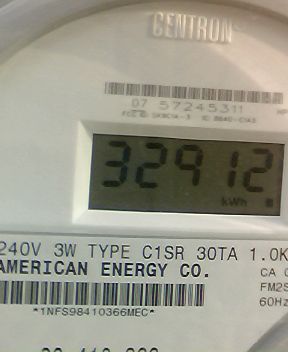 CENTRON
07 57245311
32912
kWh
240V 3W TYPE C1SR 30TA 1.0K
AMERICAN ENERGY CO.
CA
FM2S
60Hz
*1NFS98410366MEC*